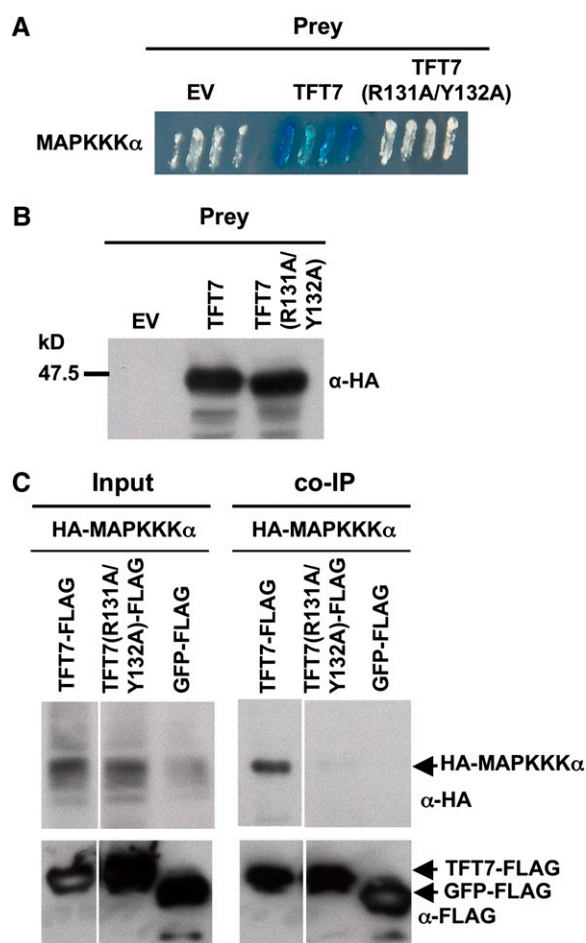 A
Prey
EV
TFT7
TFT7
(R131A/Y132A)
MAPKKKα
B
Prey
EV
TFT7
TFT7
(R131A/
Y132A)
kD
47.5
α-HA
C
Input
co-IP
HA-MAPKKKα
HA-MAPKKKα
TFT7-FLAG
TFT7(R131A/
Y132A)-FLAG
GFP-FLAG
TFT7-FLAG
TFT7(R131A/
Y132A)-FLAG
GFP-FLAG
HA-MAPKKKα
α-HA
TFT7-FLAG
GFP-FLAG
α-FLAG